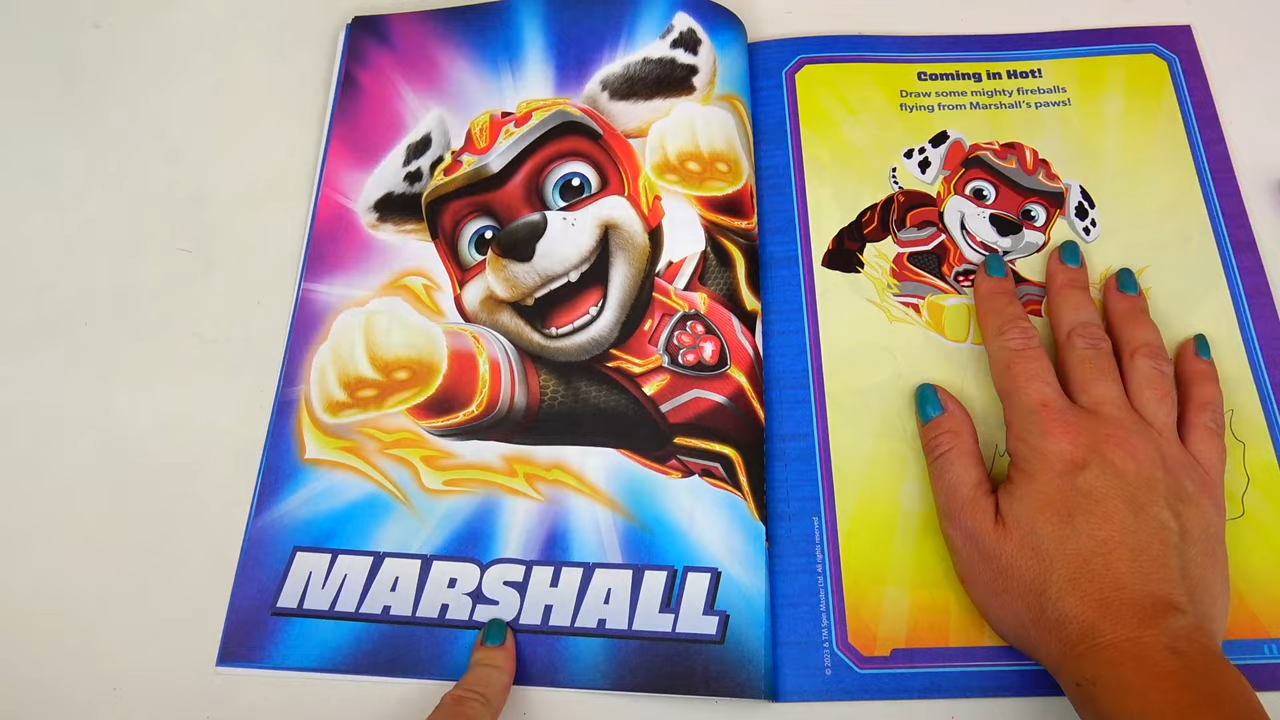 MARSHALL
Coming in Hot!
Draw some mighty fireballs
flying from Marshall's paws!
© 2023 & TM Spin Master Ltd. All rights reserved.
11